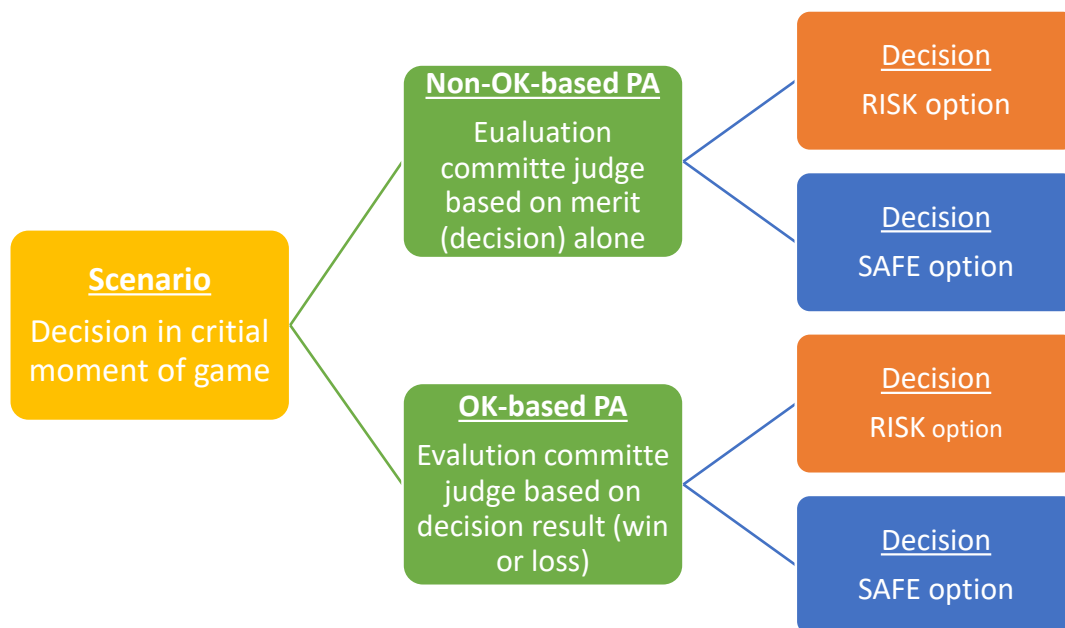 Scenario
Decision in critial
moment of game
Non-OK-based PA
Eualuation
committe judge
based on merit
(decision) alone
Decision
RISK option
Decision
SAFE option
OK-based PA
Evalution committe
judge based on
decision result (win
or loss)
Decision
RISK option
Decision
SAFE option